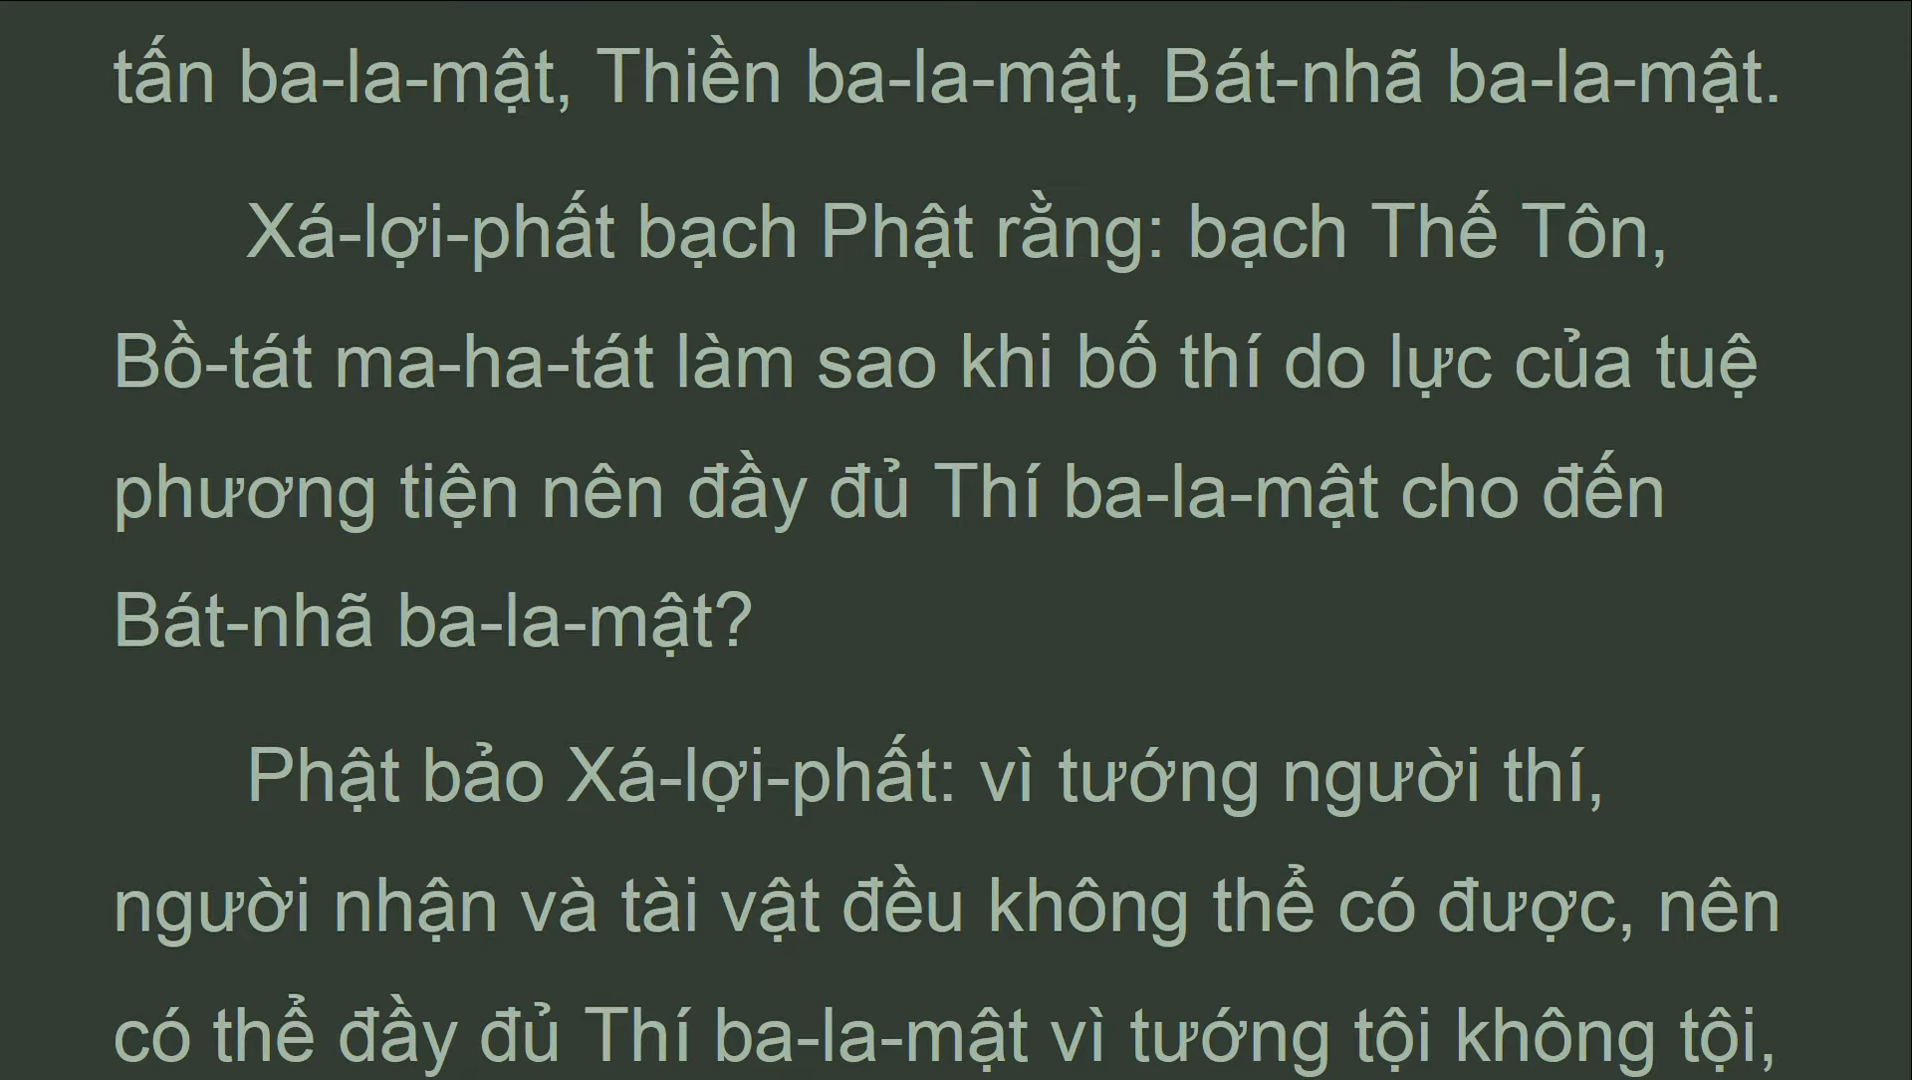 tấn ba-la-mật, Thiền ba-la-mật, Bát-nhã ba-la-mật.
Xá-lợi-phất bạch Phật rằng: bạch Thế Tôn,
Bồ-tát ma-ha-tát làm sao khi bố thí do lực của tuệ
phương tiện nên đầy đủ Thí ba-la-mật cho đến
Bát-nhã ba-la-mật?
Phật bảo Xá-lợi-phất: vì tướng người thí,
người nhận và tài vật đều không thể có được, nên
có thể đầy đủ Thí ba-la-mật vì tướng tội không tội,